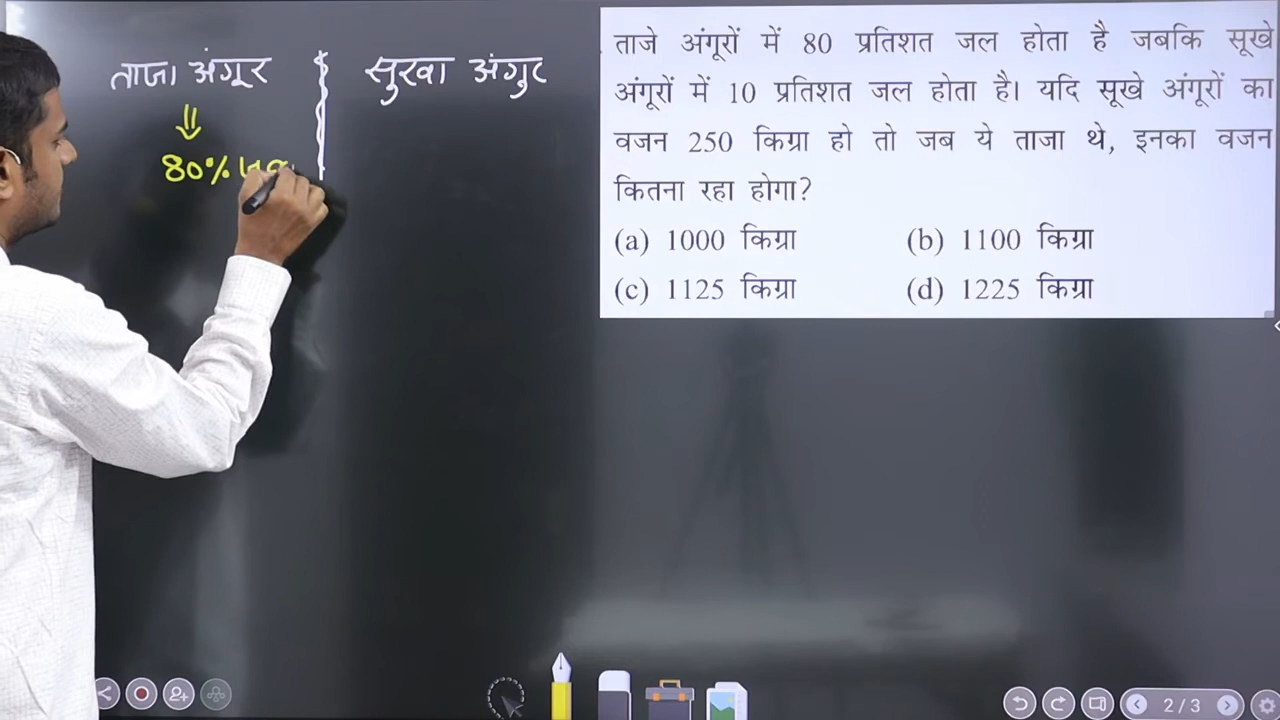 ताजा अंगूर
सुखा अंगुर
80%
ताजे अंगूरों में 80 प्रतिशत जल होता है जबकि सूखे
अंगूरों में 10 प्रतिशत जल होता है। यदि सूखे अंगूरों का
वजन 250 किग्रा हो तो जब ये ताजा थे, इनका वजन
कितना रहा होगा?
(a) 1000 किग्रा (b) 1100 किग्रा
(c) 1125 किग्रा (d) 1225 किग्रा
2/3